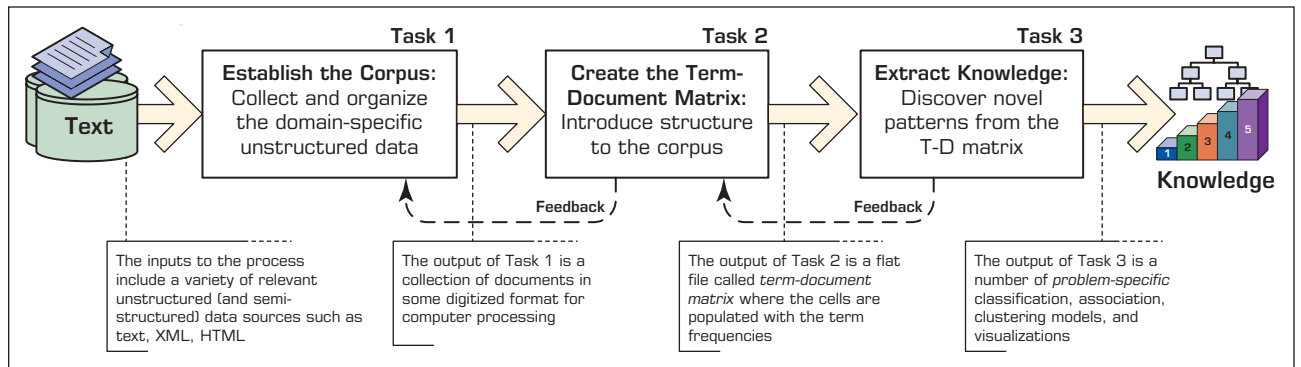 Text
Task 1
Establish the Corpus:
Collect and organize
the domain-specific
unstructured data
Task 2
Create the Term-
Document Matrix:
Introduce structure
to the corpus
Task 3
Extract Knowledge:
Discover novel
patterns from the
T-D matrix
1
2
3
4
5
Knowledge
Feedback
Feedback
The inputs to the process
include a variety of relevant
unstructured (and semi-
structured) data sources such as
text, XML, HTML
The output of Task 1 is a
collection of documents in
some digitized format for
computer processing
The output of Task 2 is a flat
file called term-document
matrix where the cells are
populated with the term
frequencies
The output of Task 3 is a
number of problem-specific
classification, association,
clustering models, and
visualizations